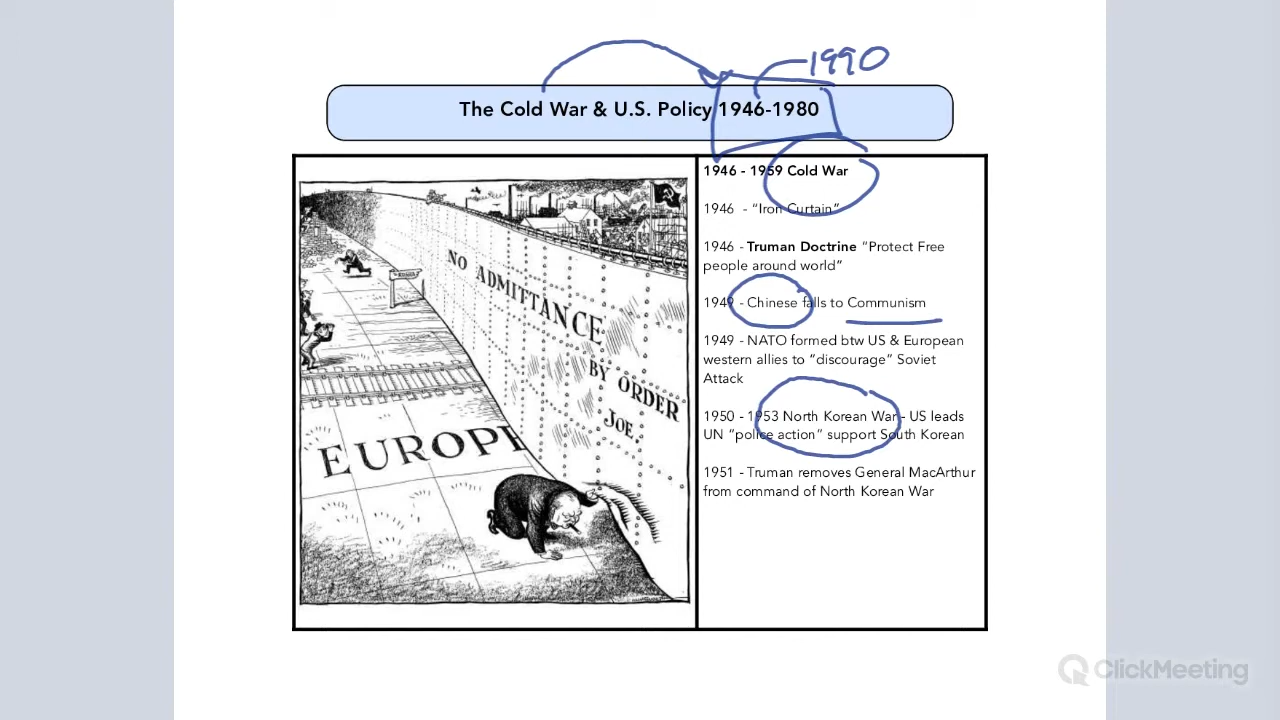 1990
The Cold War & U.S. Policy 1946-1980
1946 - 1959 Cold War
1946 - "Iron Curtain"
1946 - Truman Doctrine "Protect Free
people around world"
1949 - Chinese falls to Communism
1949 - NATO formed btw US & European
western allies to "discourage" Soviet
Attack
1950 - 1953 North Korean War - US leads
UN "police action" support South Korean
1951 - Truman removes General MacArthur
from command of North Korean War
NO ADMITTANCE
BY ORDER
JOE.
EUROPE
ClickMeeting